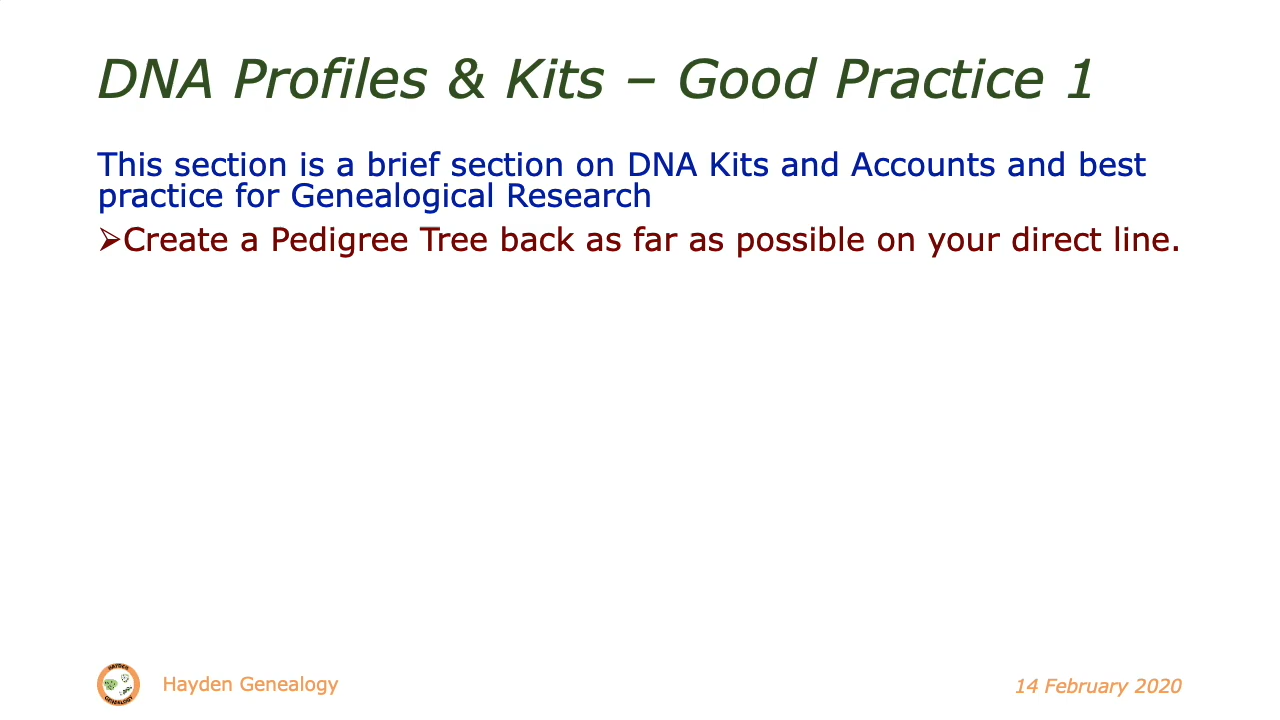 DNA Profiles & Kits – Good Practice 1
This section is a brief section on DNA Kits and Accounts and best
practice for Genealogical Research
➢Create a Pedigree Tree back as far as possible on your direct line.
HAYDEN
GENEALOGY
Hayden Genealogy
14 February 2020